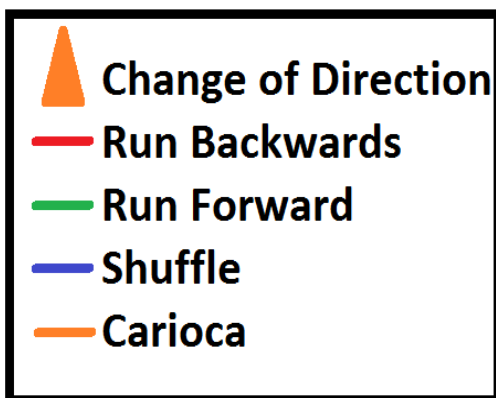 Change of Direction
Run Backwards
Run Forward
Shuffle
Carioca